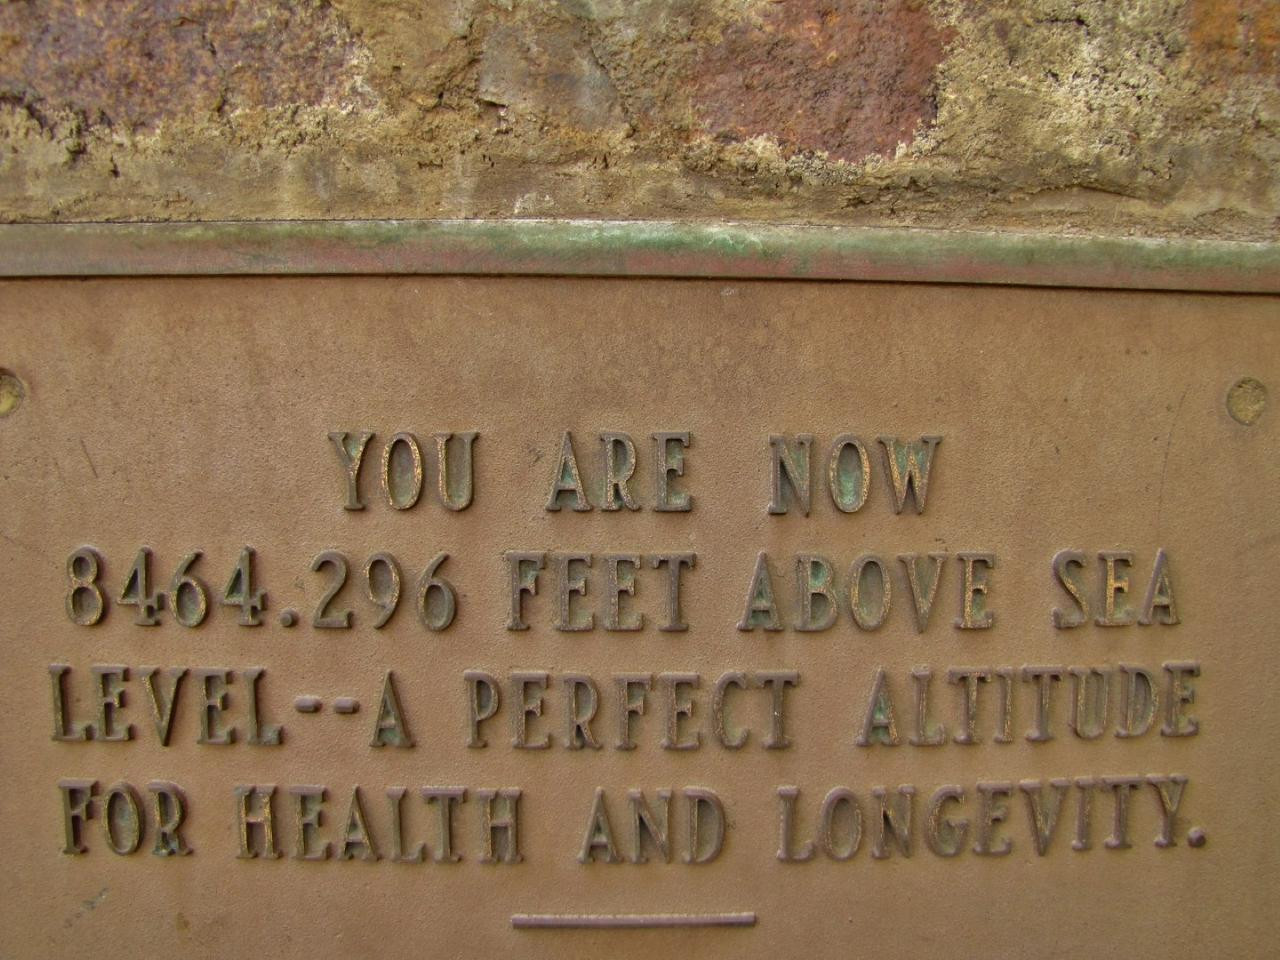 YOU ARE NOW
8464.296 FEET ABOVE SEA
LEVEL--A PERFECT ALTITUDE
FOR HEALTH AND LONGEVITY.